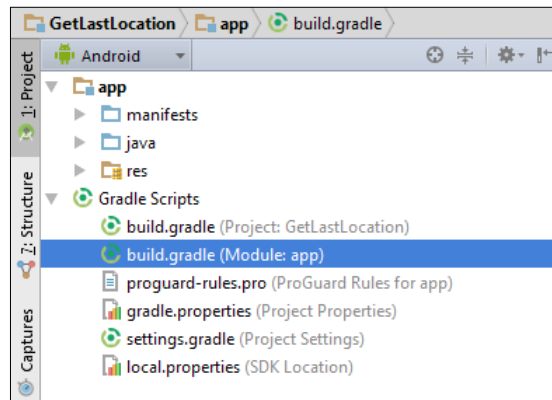 GetLastLocation app build.gradle
1: Project
Android
app
manifests
java
res
Gradle Scripts
build.gradle (Project: GetLastLocation)
7: Structure
build.gradle (Module: app)
proguard-rules.pro (ProGuard Rules for app)
gradle.properties (Project Properties)
settings.gradle (Project Settings)
local.properties (SDK Location)
Captures